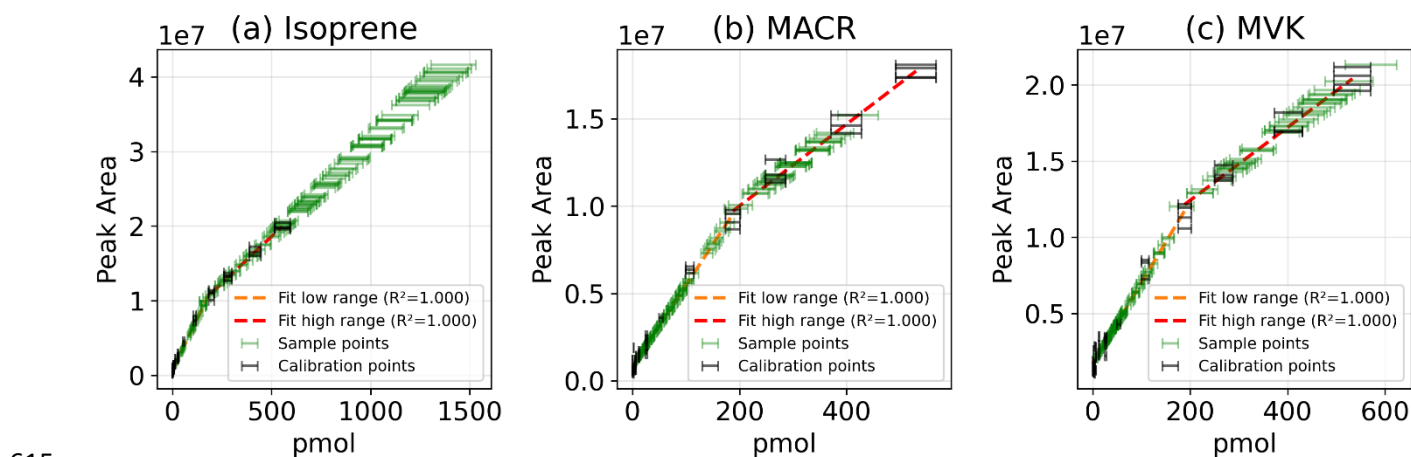 (a) Isoprene
1e7
Peak Area
4
3
2
1
0
Fit low range (R²=1.000)
Fit high range (R²=1.000)
Sample points
Calibration points
0 500 1000 1500
pmol
(b) MACR
1e7
Peak Area
1.5
1.0
0.5
0.0
Fit low range (R²=1.000)
Fit high range (R²=1.000)
Sample points
Calibration points
0 200 400
pmol
(c) MVK
1e7
Peak Area
2.0
1.5
1.0
0.5
Fit low range (R²=1.000)
Fit high range (R²=1.000)
Sample points
Calibration points
0 200 400 600
pmol